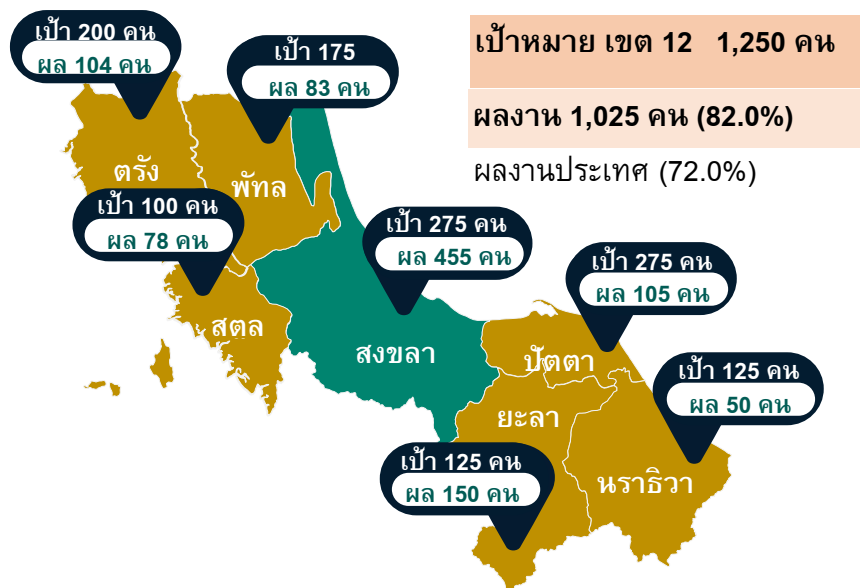 เป้าหมาย เขต 12 1,250 คน
ผลงาน 1,025 คน (82.0%)
ผลงานประเทศ (72.0%)
เป้า 200 คน
ผล 104 คน
ตรัง
เป้า 175
ผล 83 คน
พัทล
เป้า 100 คน
ผล 78 คน
สตล
เป้า 275 คน
ผล 455 คน
สงขลา
เป้า 275 คน
ผล 105 คน
ปัตตา
เป้า 125 คน
ผล 50 คน
นราธิวา
ยะลา
เป้า 125 คน
ผล 150 คน